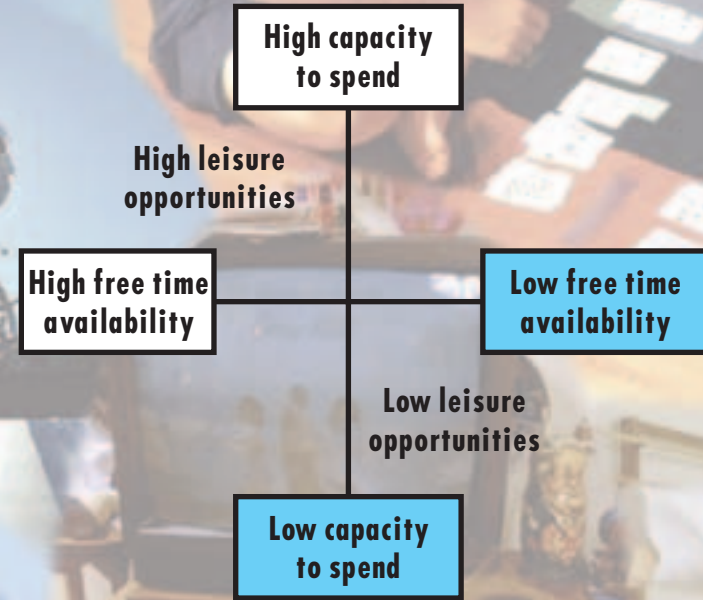 High capacity
to spend
High leisure
opportunities
High free time
availability
Low free time
availability
Low leisure
opportunities
Low capacity
to spend